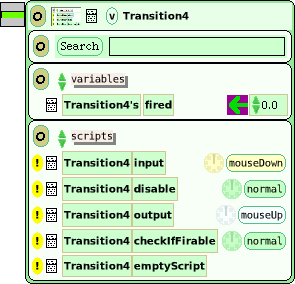 v Transition4
Search
variables
Transition4's fired 0.0
scripts
! Transition4 input mouseDown
! Transition4 disable normal
! Transition4 output mouseUp
! Transition4 checkIfFirable normal
! Transition4 emptyScript